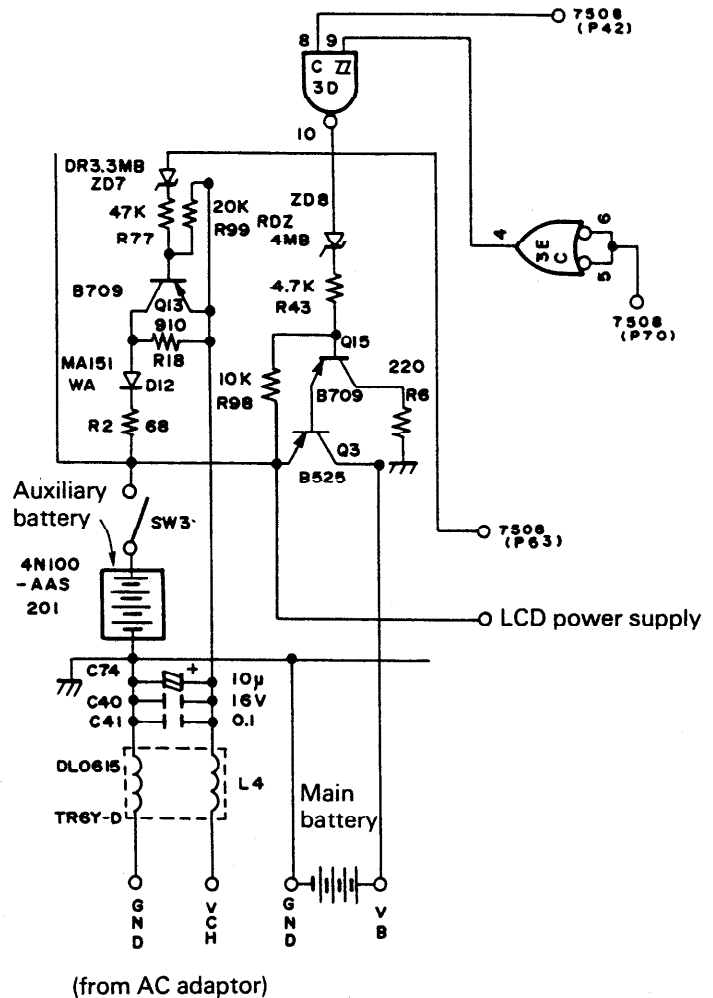 7508
(P42)
8 9
C II
3D
10
DR3.3MB
ZD7
47K
R77
20K
R99
ZD8
RDZ
4MB
4
3E
C
6
5
7508
(P70)
4.7K
R43
B709
Q13
910
R18
Q15
220
R6
MA151
WA
D12
10K
R98
B709
R2 68
Q3
B525
Auxiliary
battery
SW3
7508
(P63)
4N100
-AAS
201
LCD power supply
C74
+
10μ
C40
16V
C41
0.1
DL0615
L4
TR6Y-D
Main
battery
GND
VCH
GND
VB
(from AC adaptor)